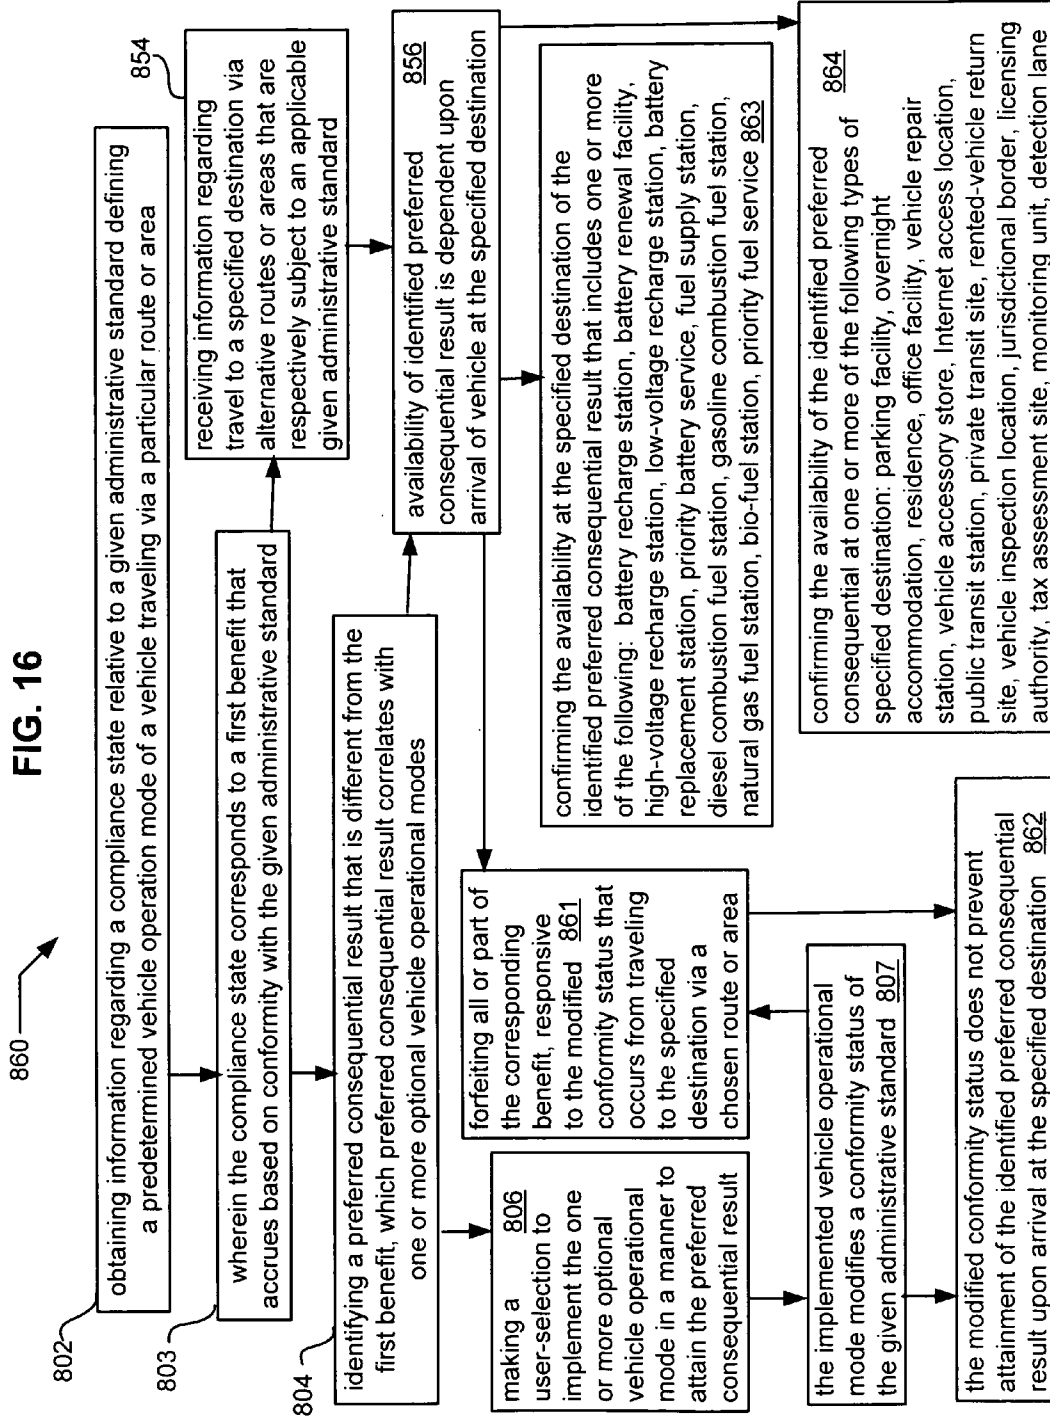 FIG. 16
860
802
obtaining information regarding a compliance state relative to a given administrative standard defining
a predetermined vehicle operation mode of a vehicle traveling via a particular route or area
803
wherein the compliance state corresponds to a first benefit that
accrues based on conformity with the given administrative standard
854
receiving information regarding
travel to a specified destination via
alternative routes or areas that are
respectively subject to an applicable
given administrative standard
804
identifying a preferred consequential result that is different from the
first benefit, which preferred consequential result correlates with
one or more optional vehicle operational modes
availability of identified preferred 856
consequential result is dependent upon
arrival of vehicle at the specified destination
making a 806
user-selection to
implement the one
or more optional
vehicle operational
mode in a manner to
attain the preferred
consequential result
forfeiting all or part of
the corresponding
benefit, responsive
to the modified 861
conformity status that
occurs from traveling
to the specified
destination via a
chosen route or area
confirming the availability at the specified destination of the
identified preferred consequential result that includes one or more
of the following: battery recharge station, battery renewal facility,
high-voltage recharge station, low-voltage recharge station, battery
replacement station, priority battery service, fuel supply station,
diesel combustion fuel station, gasoline combustion fuel station,
natural gas fuel station, bio-fuel station, priority fuel service 863
the implemented vehicle operational
mode modifies a conformity status of
the given administrative standard 807
the modified conformity status does not prevent
attainment of the identified preferred consequential
result upon arrival at the specified destination 862
confirming the availability of the identified preferred 864
consequential at one or more of the following types of
specified destination: parking facility, overnight
accommodation, residence, office facility, vehicle repair
station, vehicle accessory store, Internet access location,
public transit station, private transit site, rented-vehicle return
site, vehicle inspection location, jurisdictional border, licensing
authority, tax assessment site, monitoring unit, detection lane